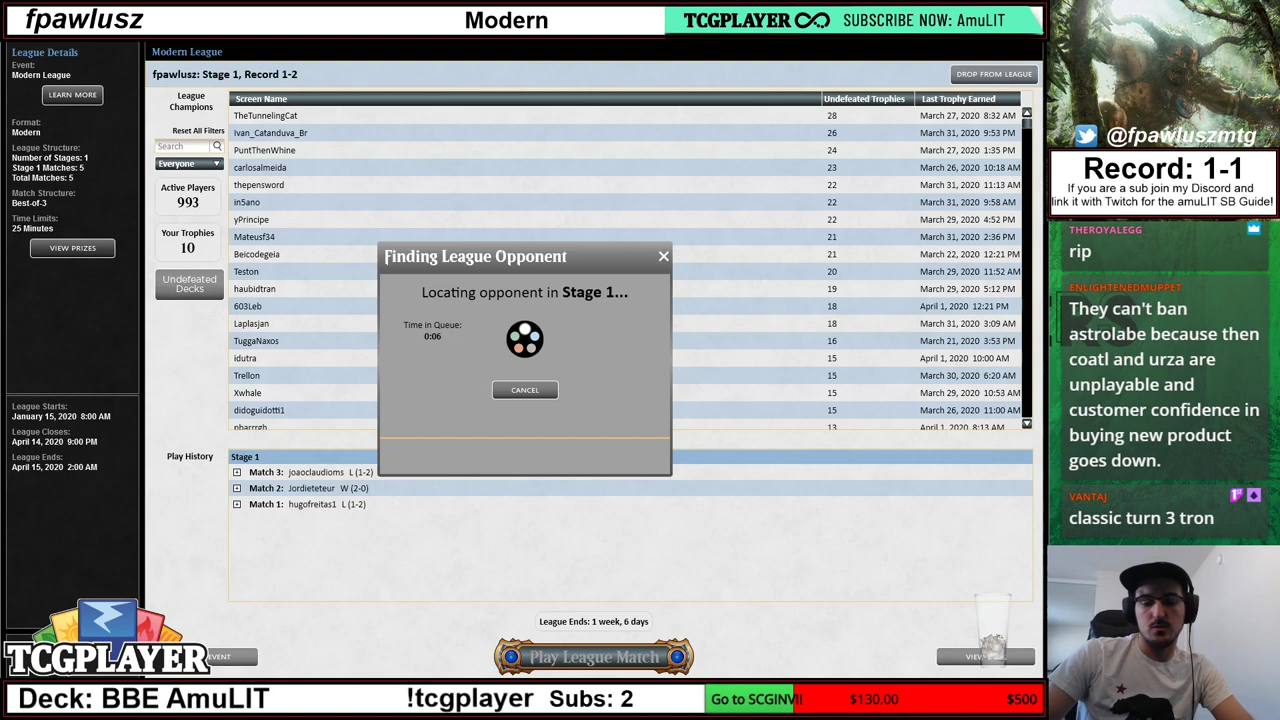 fpawlusz
Modern
TCGPLAYER SUBSCRIBE NOW: AmuLIT
League Details
Event:
Modern League
LEARN MORE
Format:
Modern
League Structure:
Number of Stages: 1
Stage 1 Matches: 5
Total Matches: 5
Match Structure:
Best-of-3
Time Limits:
25 Minutes
VIEW PRIZES
League Starts:
January 15, 2020 8:00 AM
League Closes:
April 14, 2020 9:00 PM
League Ends:
April 15, 2020 2:00 AM
Modern League
fpawlusz: Stage 1, Record 1-2
DROP FROM LEAGUE
League
Champions
Reset All Filters
Search
Everyone
Active Players
993
Your Trophies
10
Undefeated
Decks
Screen Name Undefeated Trophies Last Trophy Earned
TheTunnelingCat 28 March 27, 2020 8:32 AM
Ivan_Catanduva_Br 26 March 31, 2020 9:53 PM
PuntThenWhine 24 March 27, 2020 1:35 PM
carlosalmeida 23 March 26, 2020 10:18 AM
thepensword 22 March 31, 2020 11:13 AM
in5ano 22 March 31, 2020 9:58 AM
yPrincipe 22 March 29, 2020 4:52 PM
Mateusf34 21 March 31, 2020 2:36 PM
Beicodegeia 21 March 22, 2020 12:21 PM
Teston 20 March 29, 2020 11:52 AM
haubidtran 19 March 29, 2020 5:12 PM
603Leb 18 April 1, 2020 12:21 PM
Laplasjan 18 March 31, 2020 3:09 AM
TuggaNaxos 16 March 21, 2020 3:53 PM
idutra 15 April 1, 2020 10:00 AM
Trellon 15 March 30, 2020 6:20 AM
Xwhale 15 March 29, 2020 10:53 AM
didoguidotti1 15 March 26, 2020 11:00 AM
pharrrgh 13 April 1, 2020 8:13 AM
Finding League Opponent
Locating opponent in Stage 1...
Time in Queue:
0:06
CANCEL
Play History
Stage 1
Match 3: joaoclaudioms L (1-2)
Match 2: Jordieteteur W (2-0)
Match 1: hugofreitas1 L (1-2)
League Ends: 1 week, 6 days
EVENT
Play League Match
VIEW
@fpawluszmtg
Record: 1-1
If you are a sub join my Discord and
link it with Twitch for the amuLIT SB Guide!
THEROYALEGG
rip
ENLIGHTENEDMUPPET
They can't ban
astrolabe because then
coatl and urza are
unplayable and
customer confidence in
buying new product
goes down.
VANTAJ
classic turn 3 tron
TCGPLAYER
Deck: BBE AmuLIT
!tcgplayer
Subs: 2
Go to SCGINVII $130.00 $500